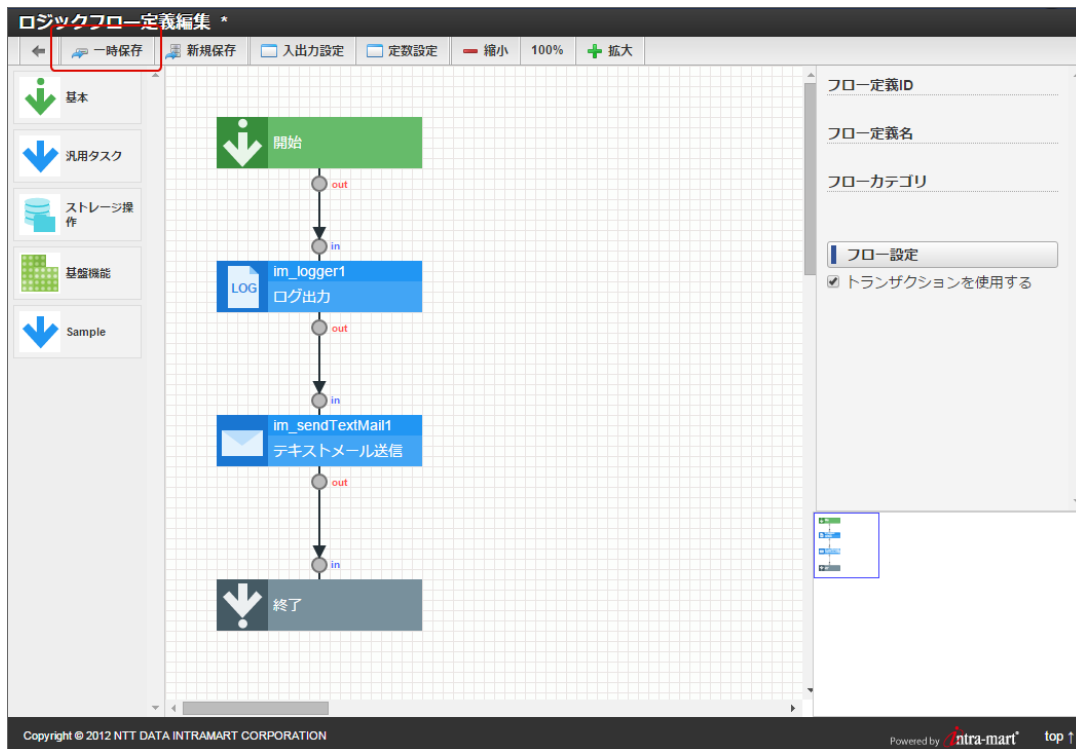 ロジックフロー定義編集 *
一時保存 新規保存 入出力設定 定数設定 縮小 100% 拡大
基本
汎用タスク
ストレージ操
作
基盤機能
Sample
開始
out
in
im_logger1
LOG
ログ出力
out
in
im_sendTextMail1
テキストメール送信
out
in
終了
フロー定義ID
フロー定義名
フローカテゴリ
フロー設定
トランザクションを使用する
Copyright © 2012 NTT DATA INTRAMART CORPORATION
Powered by intra-mart
top ↑